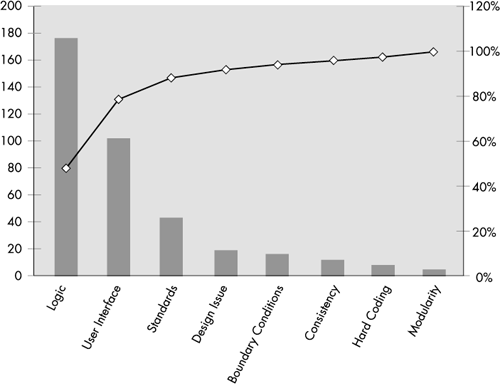 200
180
160
140
120
100
80
60
40
20
0
120%
100%
80%
60%
40%
20%
0%
Logic
User Interface
Standards
Design Issue
Boundary Conditions
Consistency
Hard Coding
Modularity